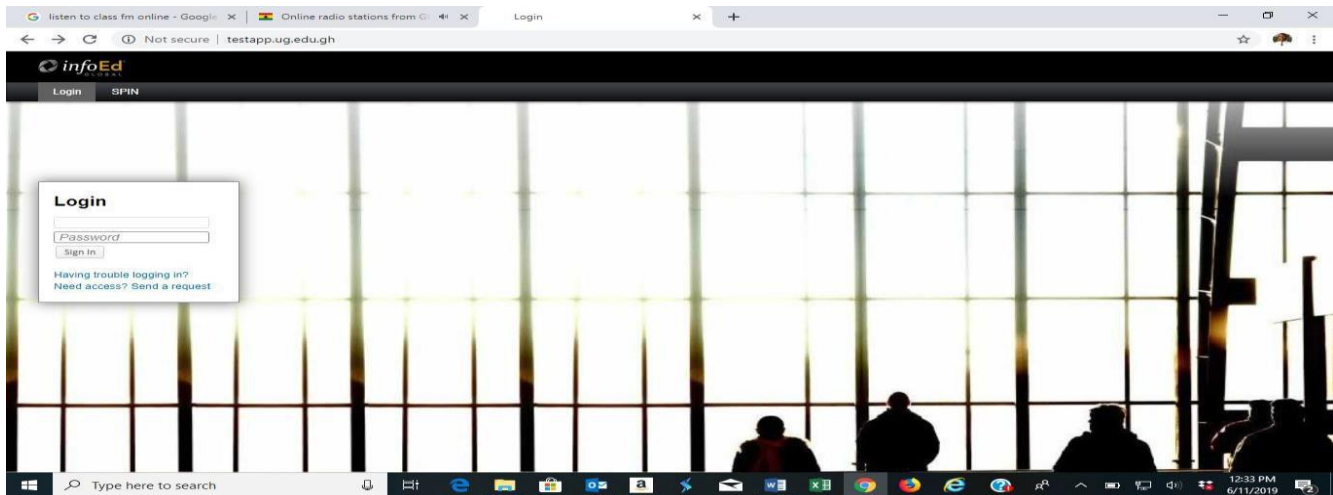 listen to class fm online - Google
Online radio stations from G
Login
Not secure | testapp.ug.edu.gh
infoEd
GLOBAL
Login SPIN
Login
Password
Sign In
Having trouble logging in?
Need access? Send a request
Type here to search
12:33 PM
6/11/2019
2